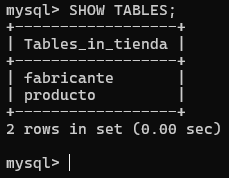 mysql> SHOW TABLES;
+------------------+
| Tables_in_tienda |
+------------------+
| fabricante       |
| producto         |
+------------------+
2 rows in set (0.00 sec)
mysql>